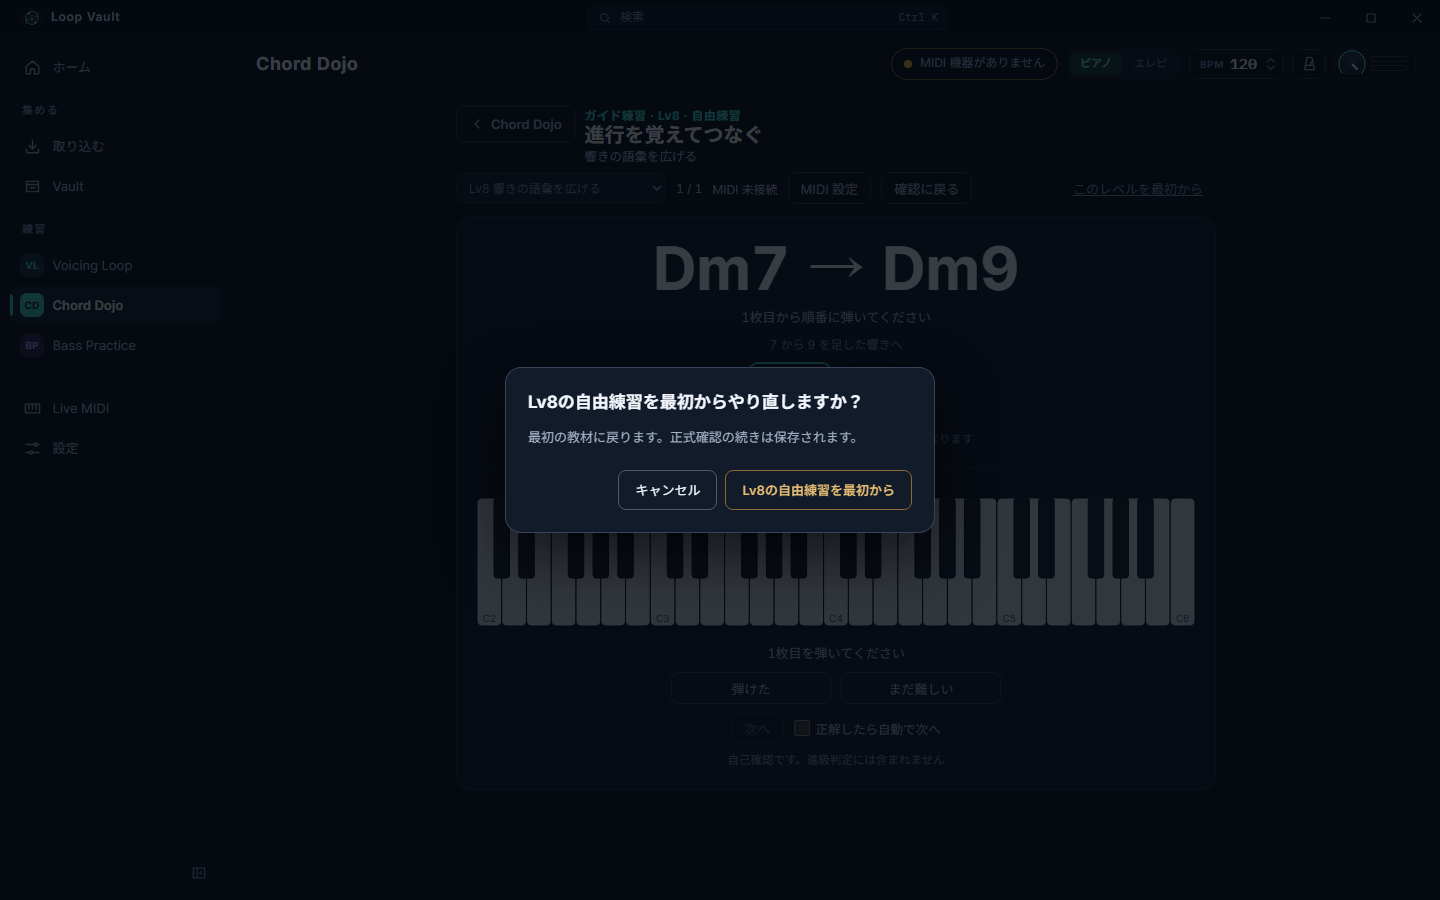 Loop Vault
検索
Ctrl K
ホーム
集める
取り込む
Vault
練習
VL Voicing Loop
CD Chord Dojo
BP Bass Practice
Live MIDI
設定
Chord Dojo
MIDI 機器がありません
ピアノ
エレピ
BPM 120
Chord Dojo
ガイド練習 · Lv8 · 自由練習
進行を覚えてつなぐ
響きの語彙を広げる
Lv8 響きの語彙を広げる
1 / 1
MIDI 未接続
MIDI 設定
確認に戻る
このレベルを最初から
Dm7 → Dm9
1枚目から順番に弾いてください
7 から 9 を足した響きへ
Lv8の自由練習を最初からやり直しますか？
最初の教材に戻ります。正式確認の続きは保存されます。
キャンセル
Lv8の自由練習を最初から
なります
C2
C3
C4
C5
C6
1枚目を弾いてください
弾けた
まだ難しい
次へ
正解したら自動で次へ
自己確認です。進級判定には含まれません